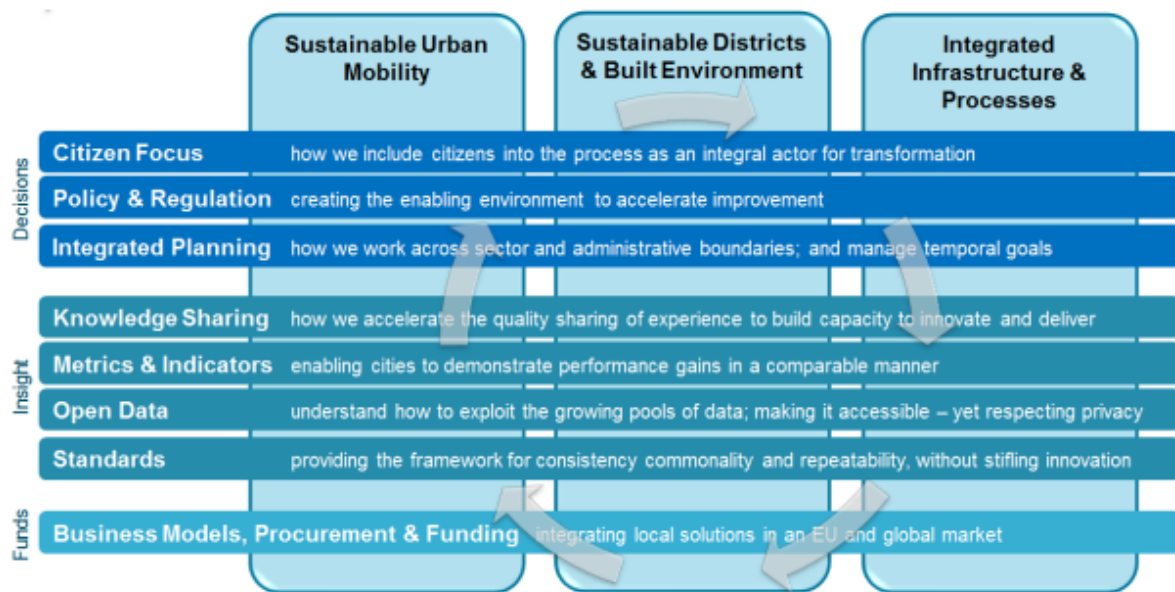 Sustainable Urban
Mobility
Sustainable Districts
& Built Environment
Integrated
Infrastructure &
Processes
Decisions
Citizen Focus how we include citizens into the process as an integral actor for transformation
Policy & Regulation creating the enabling environment to accelerate improvement
Integrated Planning how we work across sector and administrative boundaries; and manage temporal goals
Insight
Knowledge Sharing how we accelerate the quality sharing of experience to build capacity to innovate and deliver
Metrics & Indicators enabling cities to demonstrate performance gains in a comparable manner
Open Data understand how to exploit the growing pools of data; making it accessible – yet respecting privacy
Standards providing the framework for consistency commonality and repeatability, without stifling innovation
Funds
Business Models, Procurement & Funding integrating local solutions in an EU and global market